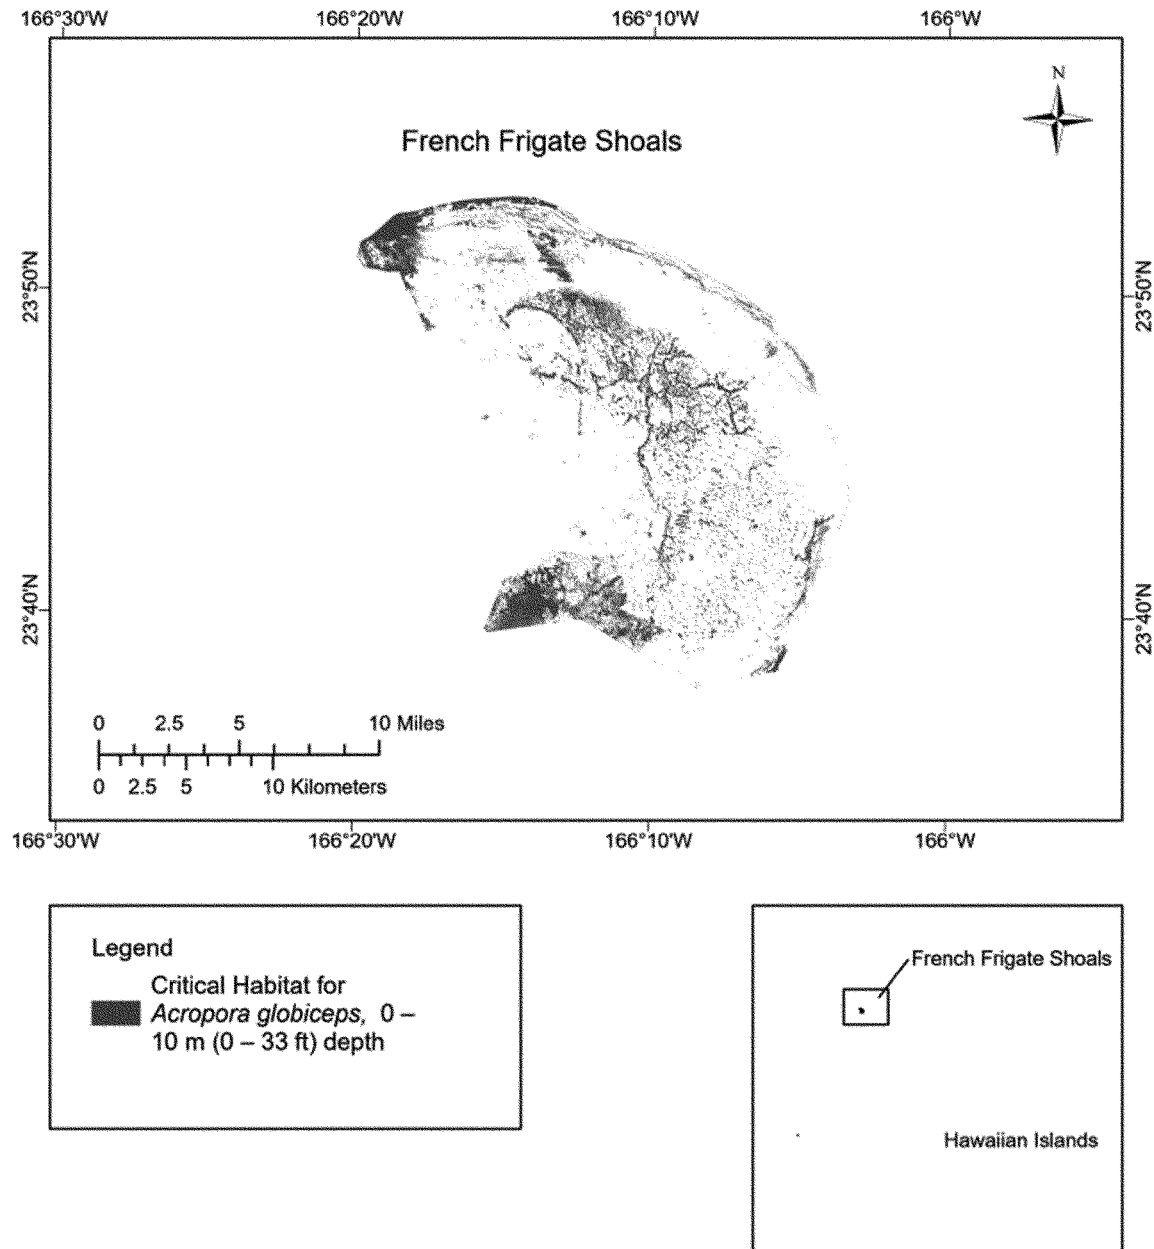 166°30'W 166°20'W 166°10'W 166°W
N
French Frigate Shoals
23°50'N 23°50'N
23°40'N 23°40'N
0 2.5 5 10 Miles
0 2.5 5 10 Kilometers
166°30'W 166°20'W 166°10'W 166°W
Legend
Critical Habitat for
Acropora globiceps, 0 –
10 m (0 – 33 ft) depth
French Frigate Shoals
Hawaiian Islands